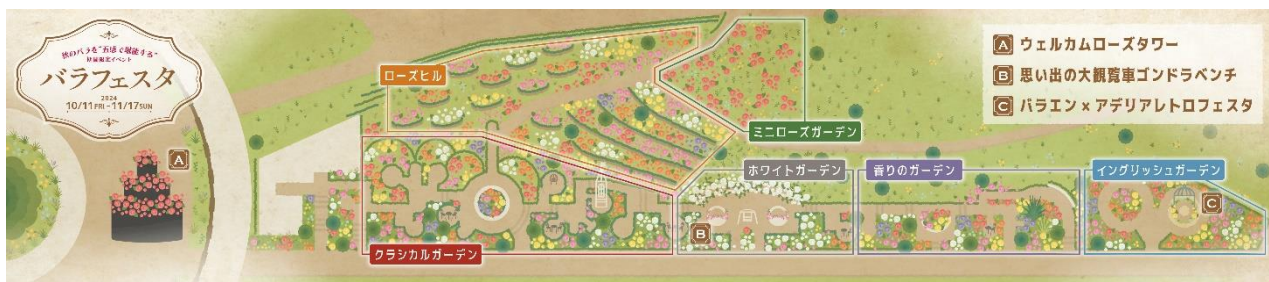 秋のバラを"五感で堪能する"
期間限定イベント
バラフェスタ
2024
10/11FRI-11/17SUN
A
ローズヒル
ミニローズガーデン
ホワイトガーデン
香りのガーデン
イングリッシュガーデン
クラシカルガーデン
B
C
A ウェルカムローズタワー
B 思い出の大観覧車ゴンドラベンチ
C バラエン×アデリアレトロフェスタ